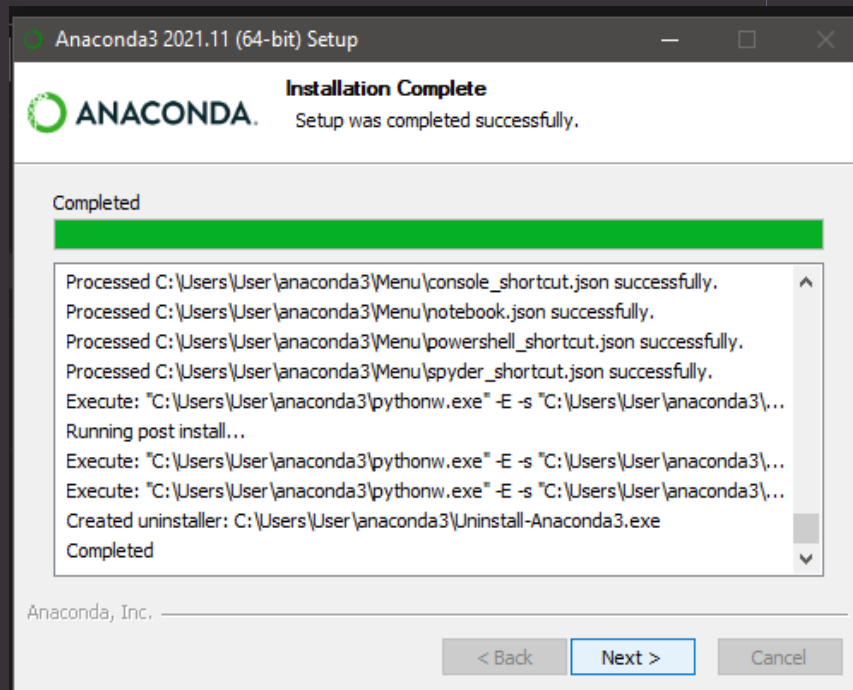 Anaconda3 2021.11 (64-bit) Setup
ANACONDA.
Installation Complete
Setup was completed successfully.
Completed
Processed C:\Users\User\anaconda3\Menu\console_shortcut.json successfully.
Processed C:\Users\User\anaconda3\Menu\notebook.json successfully.
Processed C:\Users\User\anaconda3\Menu\powershell_shortcut.json successfully.
Processed C:\Users\User\anaconda3\Menu\spyder_shortcut.json successfully.
Execute: "C:\Users\User\anaconda3\pythonw.exe" -E -s "C:\Users\User\anaconda3\...
Running post install...
Execute: "C:\Users\User\anaconda3\pythonw.exe" -E -s "C:\Users\User\anaconda3\...
Execute: "C:\Users\User\anaconda3\pythonw.exe" -E -s "C:\Users\User\anaconda3\...
Created uninstaller: C:\Users\User\anaconda3\Uninstall-Anaconda3.exe
Completed
Anaconda, Inc.
< Back Next > Cancel